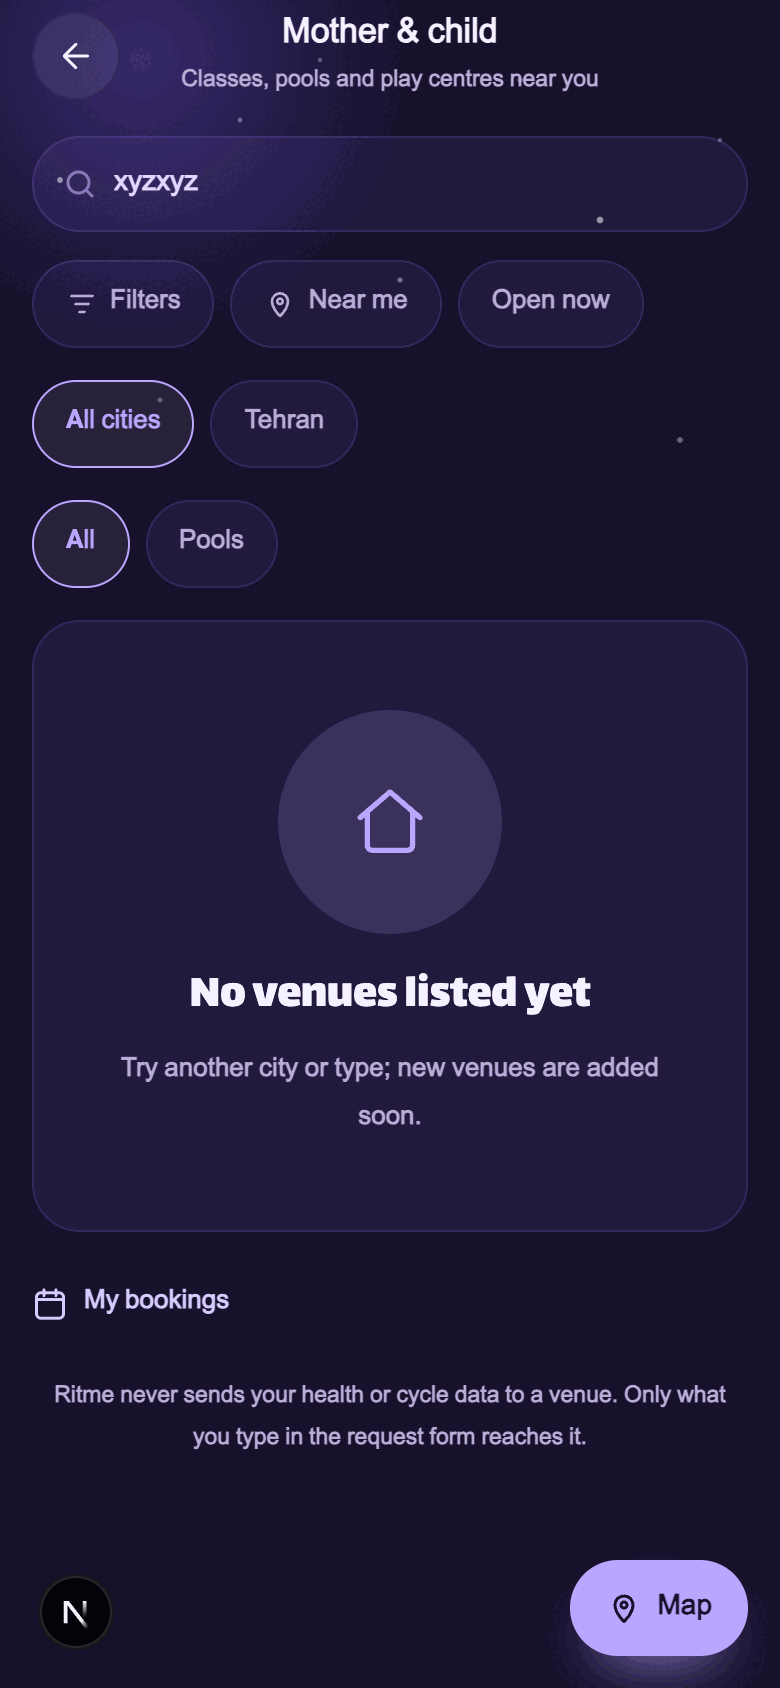 Mother & child
Classes, pools and play centres near you
xyzxyz
Filters
Near me
Open now
All cities
Tehran
All
Pools
No venues listed yet
Try another city or type; new venues are added
soon.
My bookings
Ritme never sends your health or cycle data to a venue. Only what
you type in the request form reaches it.
N
Map